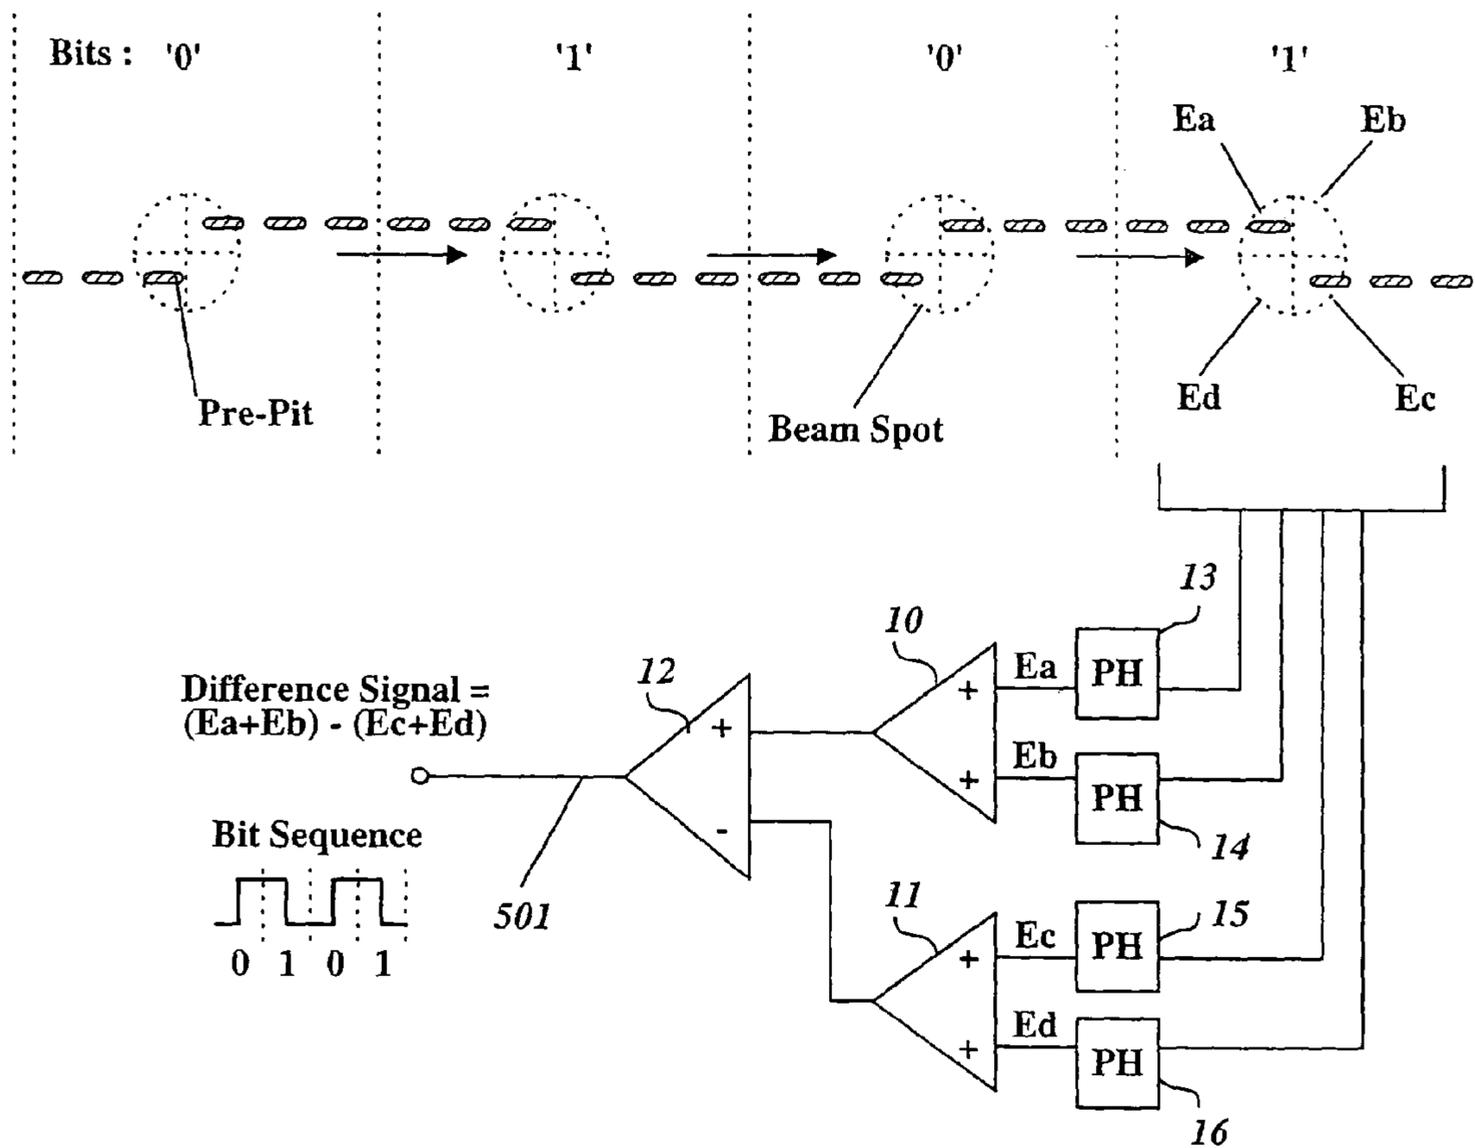 Bits : '0' '1' '0' '1'
Ea Eb
Pre-Pit
Beam Spot
Ed Ec
13
10
Ea PH
12
Difference Signal =
(Ea+Eb) - (Ec+Ed)
+ +
Eb PH
+
-
14
Bit Sequence
501
11
15
Ec PH
+
0 1 0 1
Ed PH
+
16